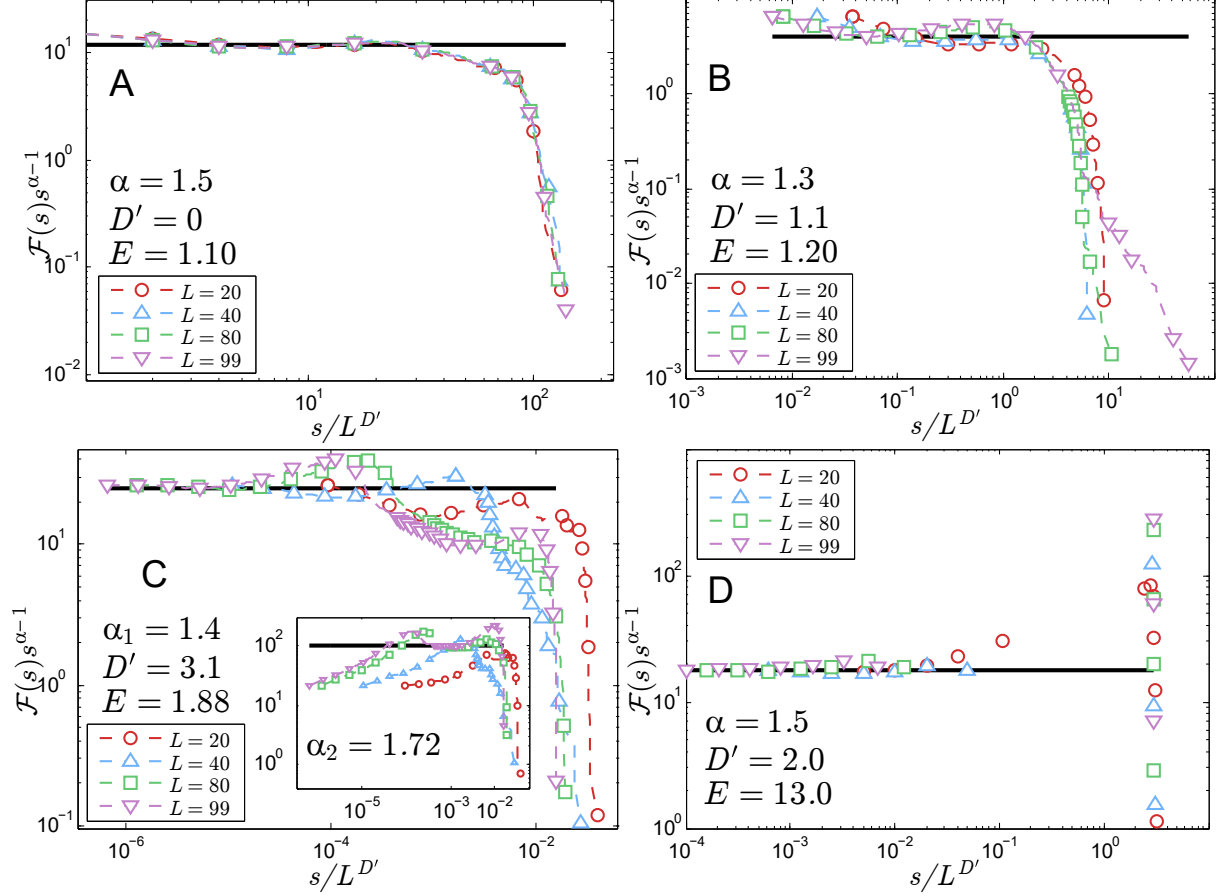 10²
10¹
10⁰
10⁻¹
10⁻²
A
α = 1.5
D′ = 0
E = 1.10
L = 20
L = 40
L = 80
L = 99
10¹
10²
s/L^{D′}
ℱ(s)s^{α−1}
10⁰
10⁻¹
10⁻²
10⁻³
B
α = 1.3
D′ = 1.1
E = 1.20
L = 20
L = 40
L = 80
L = 99
10⁻³
10⁻²
10⁻¹
10⁰
10¹
s/L^{D′}
ℱ(s)s^{α−1}
10¹
10⁰
10⁻¹
C
α₁ = 1.4
D′ = 3.1
E = 1.88
L = 20
L = 40
L = 80
L = 99
10²
10¹
10⁰
α₂ = 1.72
10⁻⁵
10⁻³
10⁻²
10⁻⁶
10⁻⁴
10⁻²
s/L^{D′}
ℱ(s)s^{α−1}
L = 20
L = 40
L = 80
L = 99
10²
10¹
10⁰
D
α = 1.5
D′ = 2.0
E = 13.0
10⁻⁴
10⁻³
10⁻²
10⁻¹
10⁰
10¹
s/L^{D′}
ℱ(s)s^{α−1}